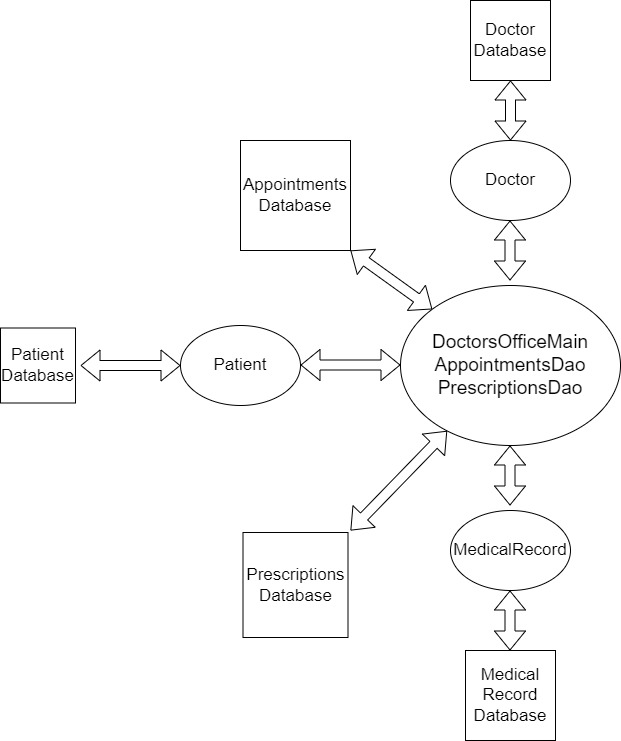 Doctor
Database
Appointments
Database
Doctor
DoctorsOfficeMain
AppointmentsDao
PrescriptionsDao
Patient
Database
Patient
MedicalRecord
Prescriptions
Database
Medical
Record
Database